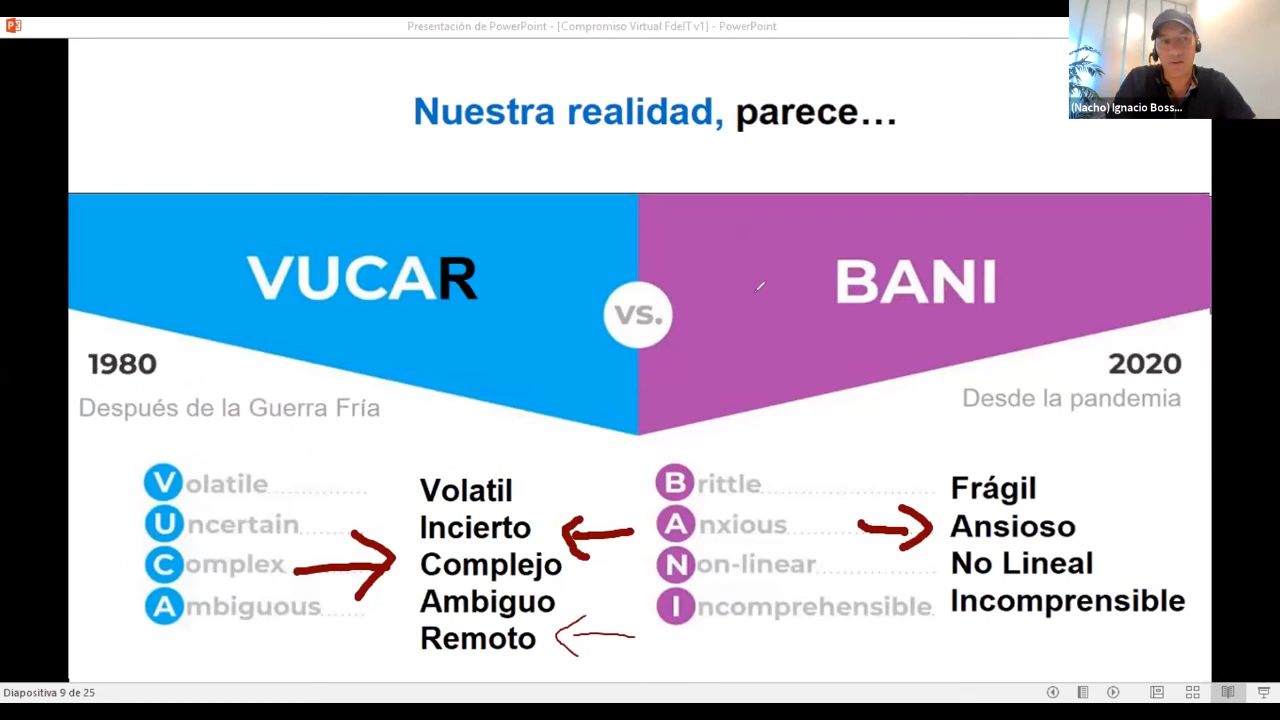 Presentación de PowerPoint - [Compromiso Virtual FdelTv1] - PowerPoint
(Nacho) Ignacio Boss...
Nuestra realidad, parece...
VUCAR
vs.
BANI
1980
Después de la Guerra Fría
2020
Desde la pandemia
Volatile
Uncertain
Complex
Ambiguous
Volatil
Incierto
Complejo
Ambiguo
Remoto
Brittle
Anxious
Non-linear
Incomprehensible
Frágil
Ansioso
No Lineal
Incomprensible
Diapositiva 9 de 25